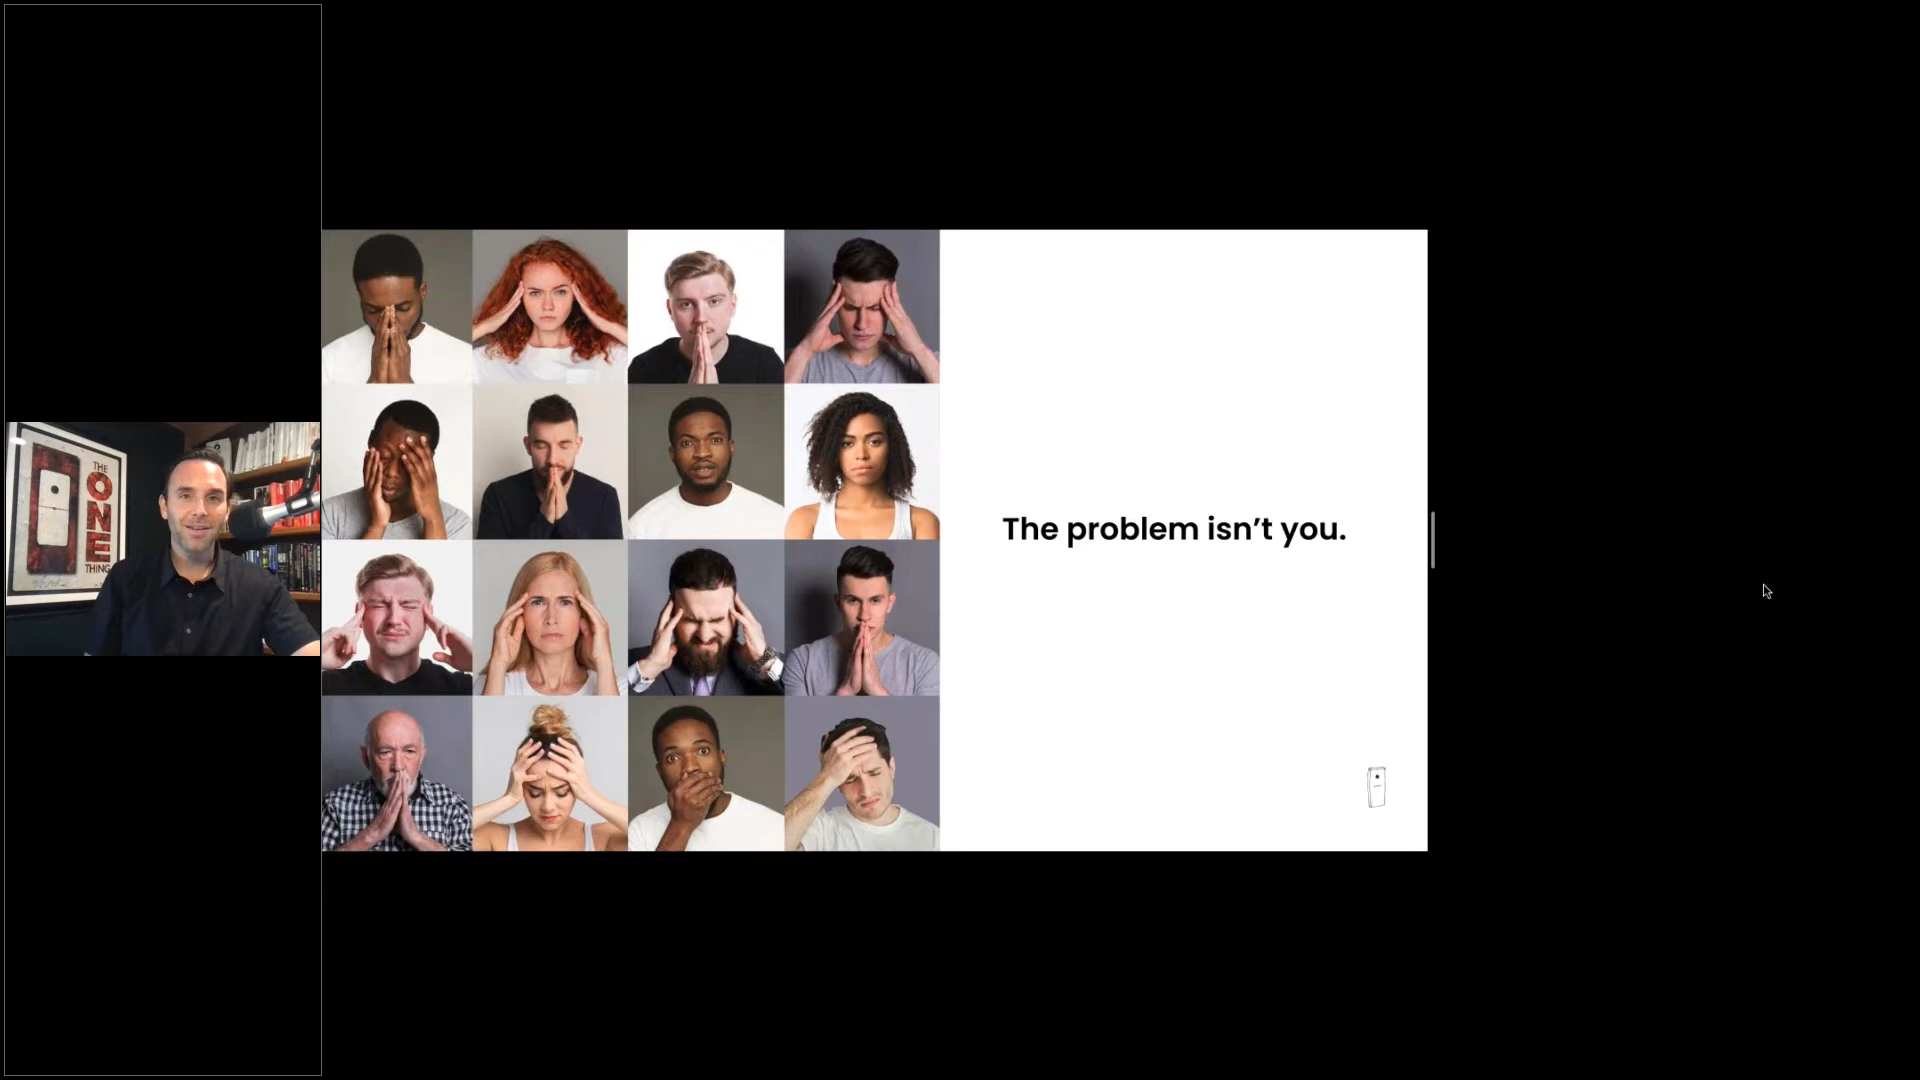 THE
ONE
THING
The problem isn’t you.